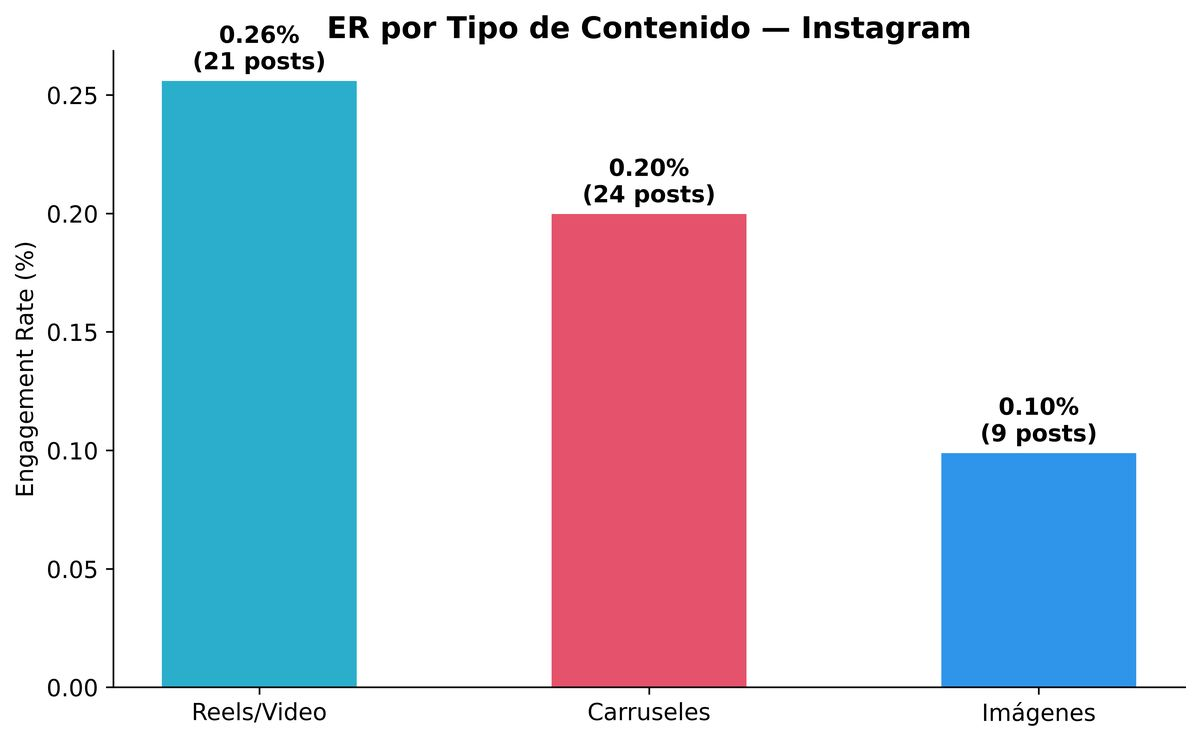 ER por Tipo de Contenido — Instagram
0.26%
(21 posts)
0.20%
(24 posts)
0.10%
(9 posts)
Engagement Rate (%)
0.25
0.20
0.15
0.10
0.05
0.00
Reels/Video
Carruseles
Imágenes